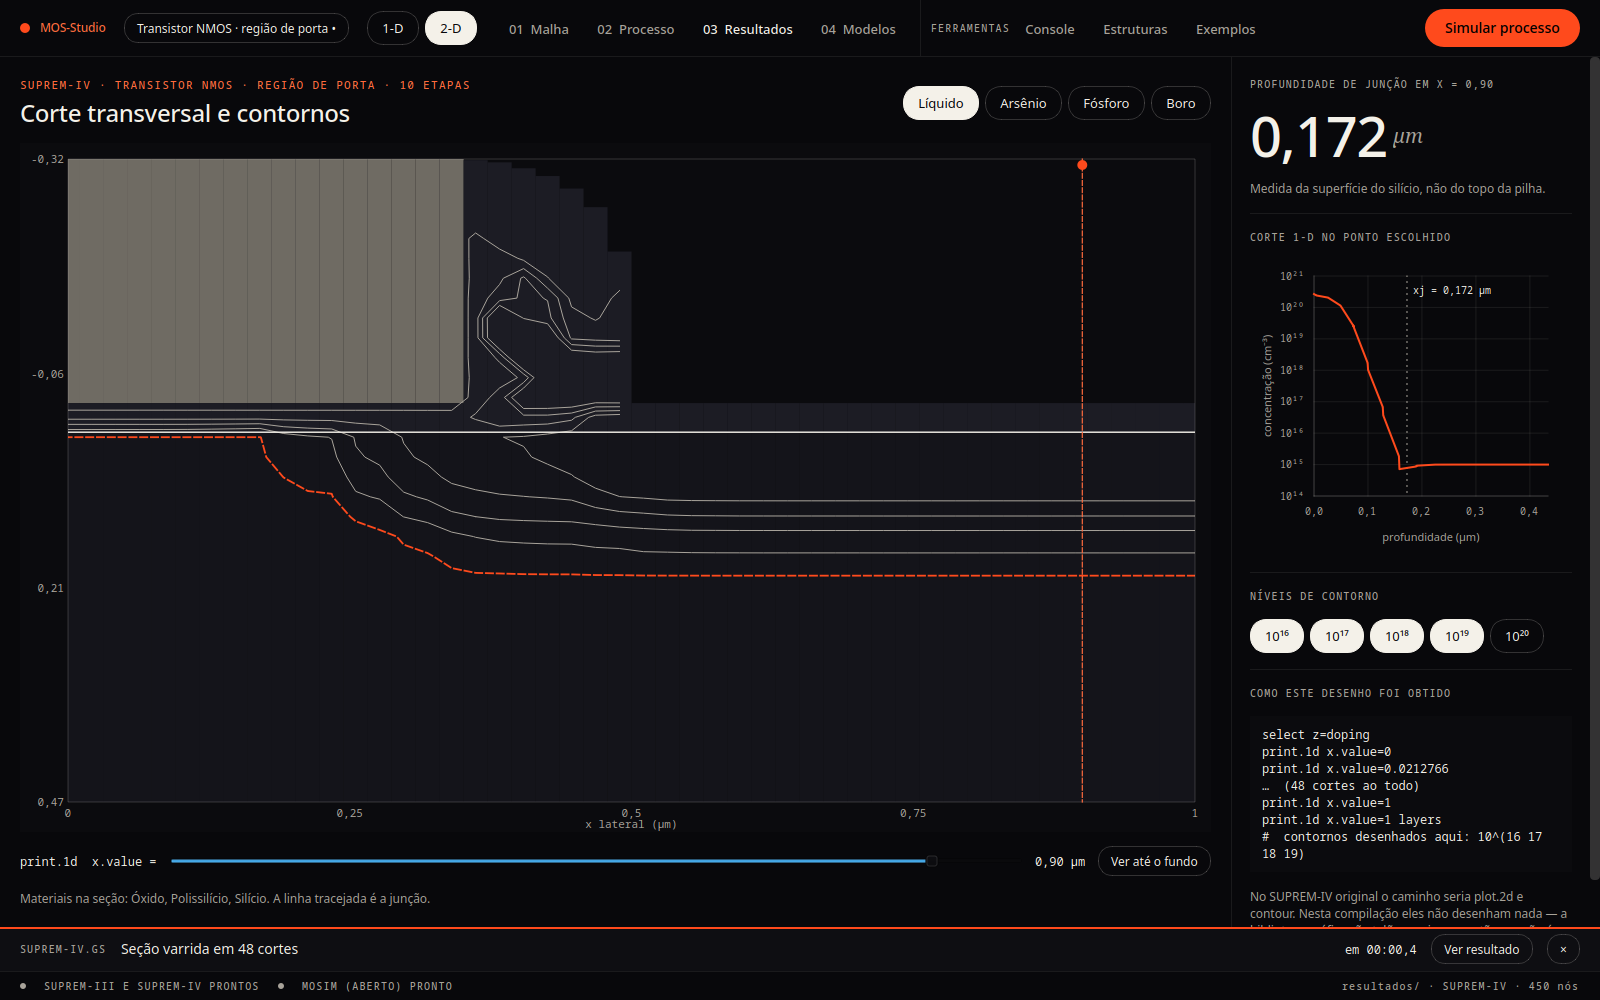 MOS-Studio
Transistor NMOS · região de porta •
1-D
2-D
01 Malha
02 Processo
03 Resultados
04 Modelos
FERRAMENTAS
Console
Estruturas
Exemplos
Simular processo
SUPREM-IV · TRANSISTOR NMOS · REGIÃO DE PORTA · 10 ETAPAS
Corte transversal e contornos
Líquido
Arsênio
Fósforo
Boro
-0,32
-0,06
0,21
0,47
0
0,25
0,5
0,75
1
x lateral (µm)
print.1d x.value =
0,90 µm
Ver até o fundo
Materiais na seção: Óxido, Polissilício, Silício. A linha tracejada é a junção.
PROFUNDIDADE DE JUNÇÃO EM X = 0,90
0,172 µm
Medida da superfície do silício, não do topo da pilha.
CORTE 1-D NO PONTO ESCOLHIDO
10²¹
10²⁰
10¹⁹
10¹⁸
10¹⁷
10¹⁶
10¹⁵
10¹⁴
xj = 0,172 µm
concentração (cm⁻³)
0,0
0,1
0,2
0,3
0,4
profundidade (µm)
NÍVEIS DE CONTORNO
10¹⁶
10¹⁷
10¹⁸
10¹⁹
10²⁰
COMO ESTE DESENHO FOI OBTIDO
select z=doping
print.1d x.value=0
print.1d x.value=0.0212766
… (48 cortes ao todo)
print.1d x.value=1
print.1d x.value=1 layers
# contornos desenhados aqui: 10^(16 17
18 19)
No SUPREM-IV original o caminho seria plot.2d e
contour. Nesta compilação eles não desenham nada — a
SUPREM-IV.GS
Seção varrida em 48 cortes
em 00:00,4
Ver resultado
×
SUPREM-III E SUPREM-IV PRONTOS
MOSIM (ABERTO) PRONTO
resultados/ · SUPREM-IV · 450 nós